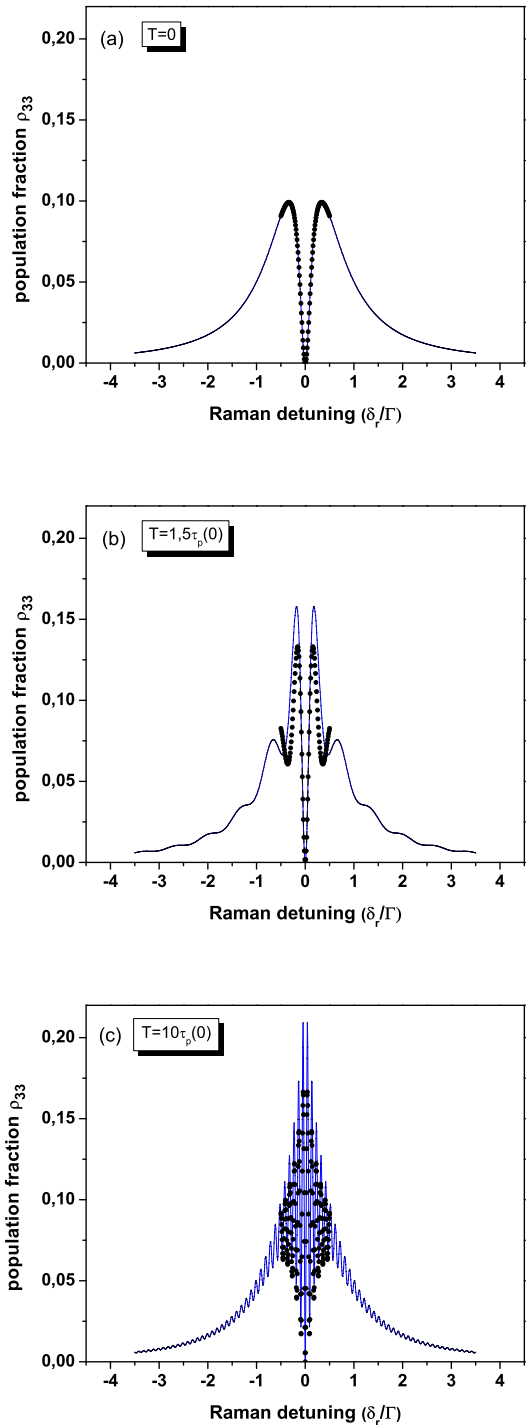 (a)
T=0
0,20
0,15
0,10
0,05
0,00
population fraction ρ33
-4 -3 -2 -1 0 1 2 3 4
Raman detuning (δr/Γ)
(b)
T=1,5τp(0)
0,20
0,15
0,10
0,05
0,00
population fraction ρ33
-4 -3 -2 -1 0 1 2 3 4
Raman detuning (δr/Γ)
(c)
T=10τp(0)
0,20
0,15
0,10
0,05
0,00
population fraction ρ33
-4 -3 -2 -1 0 1 2 3 4
Raman detuning (δr/Γ)